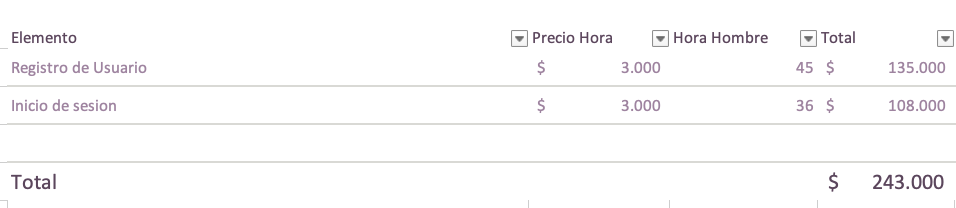 Elemento Precio Hora Hora Hombre Total
Registro de Usuario $ 3.000 45 $ 135.000
Inicio de sesion $ 3.000 36 $ 108.000
Total $ 243.000